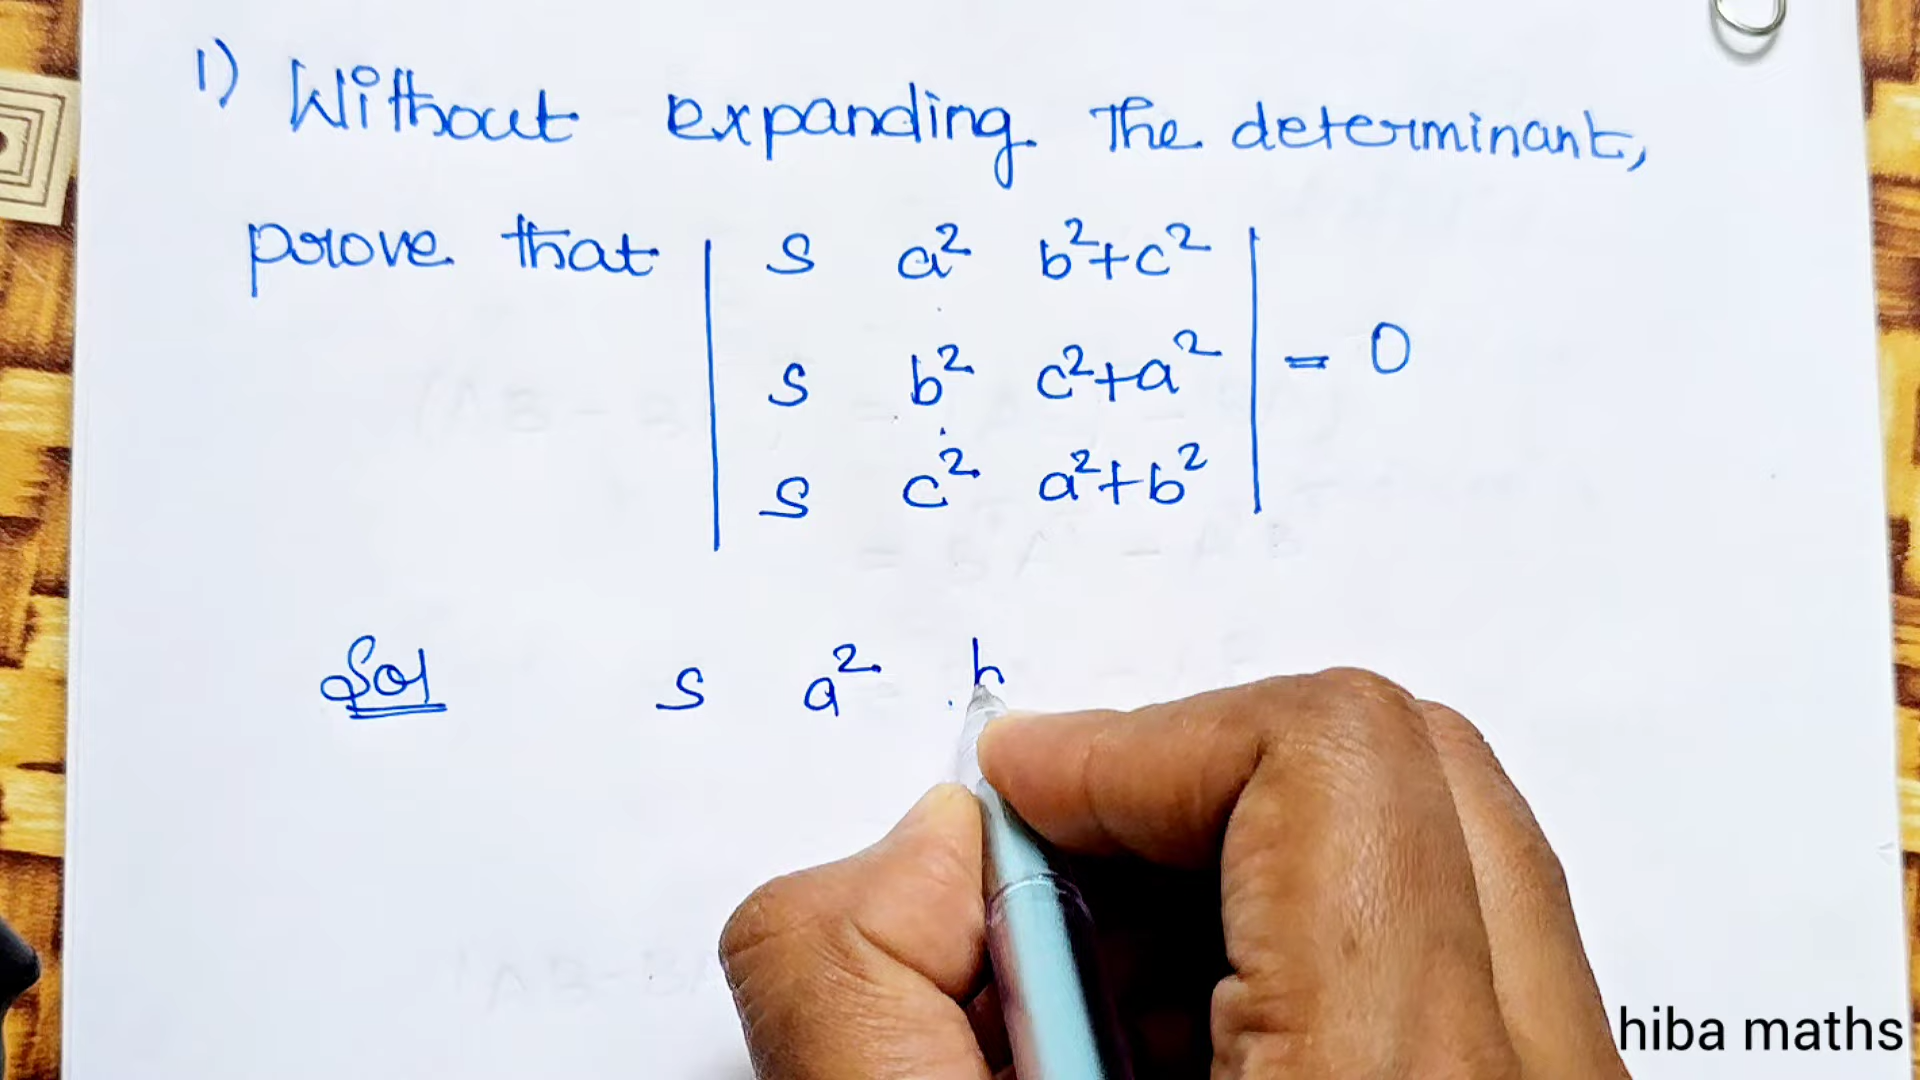 1) Without expanding The determinant,
prove that | s a² b²+c² |
| s b² c²+a² | = 0
| s c² a²+b² |
Sol s a² b
hiba maths